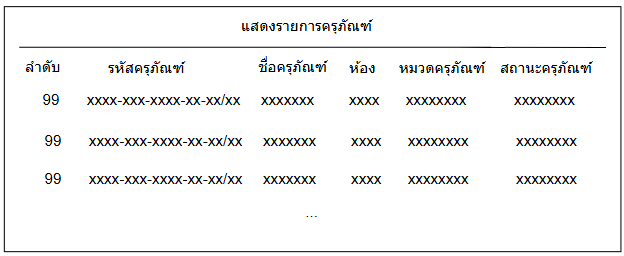 แสดงรายการครุภัณฑ์
ลำดับ รหัสครุภัณฑ์ ชื่อครุภัณฑ์ ห้อง หมวดครุภัณฑ์ สถานะครุภัณฑ์
99 xxxx-xxx-xxxx-xx-xx/xx xxxxxxx xxxx xxxxxxxx xxxxxxxx
99 xxxx-xxx-xxxx-xx-xx/xx xxxxxxx xxxx xxxxxxxx xxxxxxxx
99 xxxx-xxx-xxxx-xx-xx/xx xxxxxxx xxxx xxxxxxxx xxxxxxxx
...